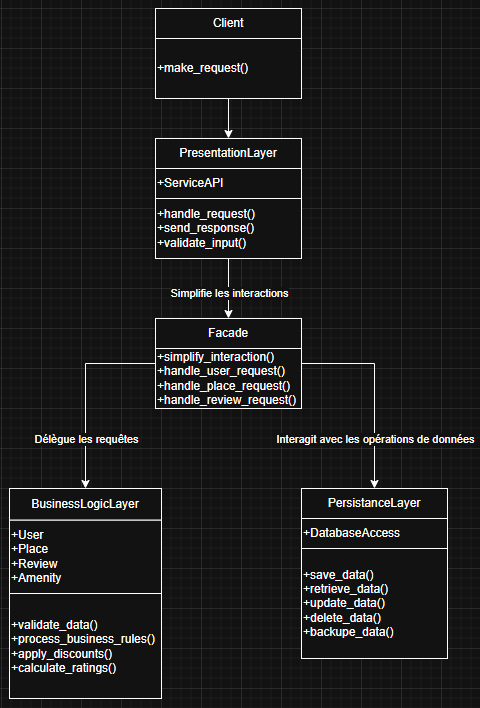 Client
+make_request()
PresentationLayer
+ServiceAPI
+handle_request()
+send_response()
+validate_input()
Simplifie les interactions
Facade
+simplify_interaction()
+handle_user_request()
+handle_place_request()
+handle_review_request()
Délègue les requêtes
Interagit avec les opérations de données
BusinessLogicLayer
+User
+Place
+Review
+Amenity
+validate_data()
+process_business_rules()
+apply_discounts()
+calculate_ratings()
PersistanceLayer
+DatabaseAccess
+save_data()
+retrieve_data()
+update_data()
+delete_data()
+backupe_data()